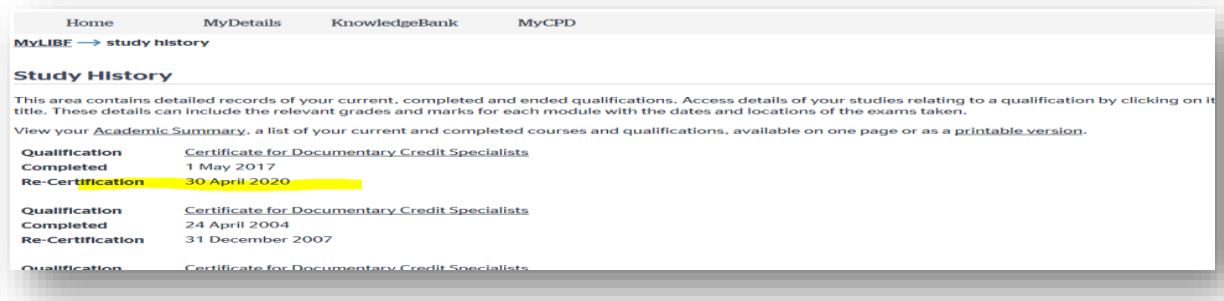 Home MyDetails KnowledgeBank MyCPD
MyLIBF → study history
Study History
This area contains detailed records of your current, completed and ended qualifications. Access details of your studies relating to a qualification by clicking on it
title. These details can include the relevant grades and marks for each module with the dates and locations of the exams taken.
View your Academic Summary, a list of your current and completed courses and qualifications, available on one page or as a printable version.
Qualification Certificate for Documentary Credit Specialists
Completed 1 May 2017
Re-Certification 30 April 2020
Qualification Certificate for Documentary Credit Specialists
Completed 24 April 2004
Re-Certification 31 December 2007
Qualification Certificate for Documentary Credit Specialists